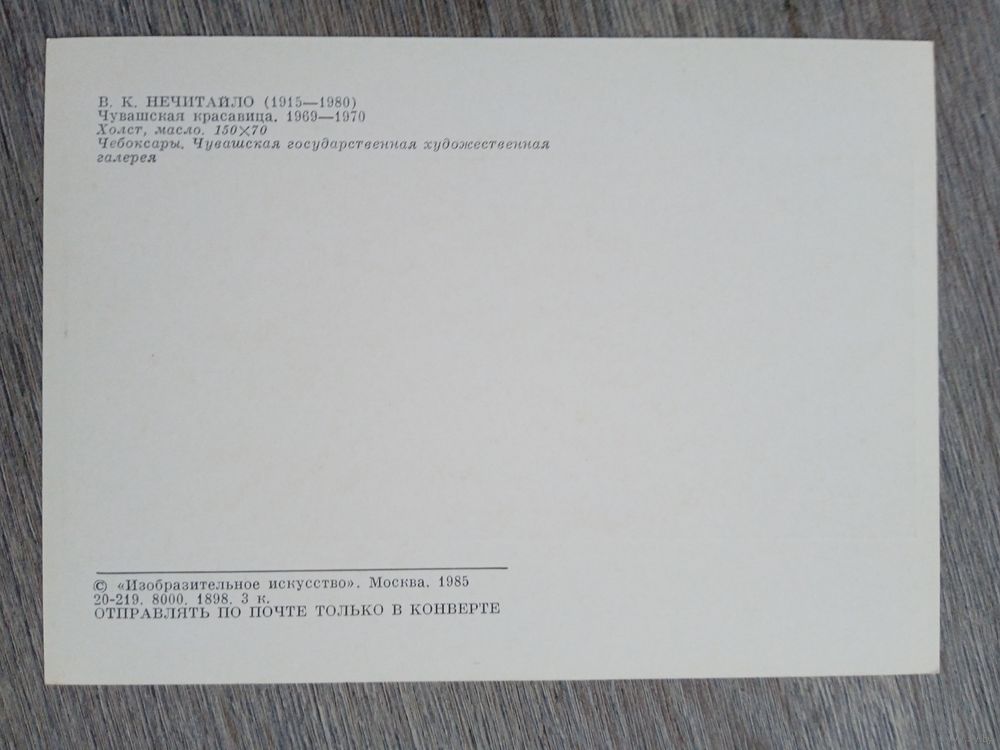 В. К. НЕЧИТАЙЛО (1915—1980)
Чувашская красавица. 1969—1970
Холст, масло. 150×70
Чебоксары. Чувашская государственная художественная
галерея
© «Изобразительное искусство». Москва. 1985
20-219. 8000. 1898. 3 к.
ОТПРАВЛЯТЬ ПО ПОЧТЕ ТОЛЬКО В КОНВЕРТЕ